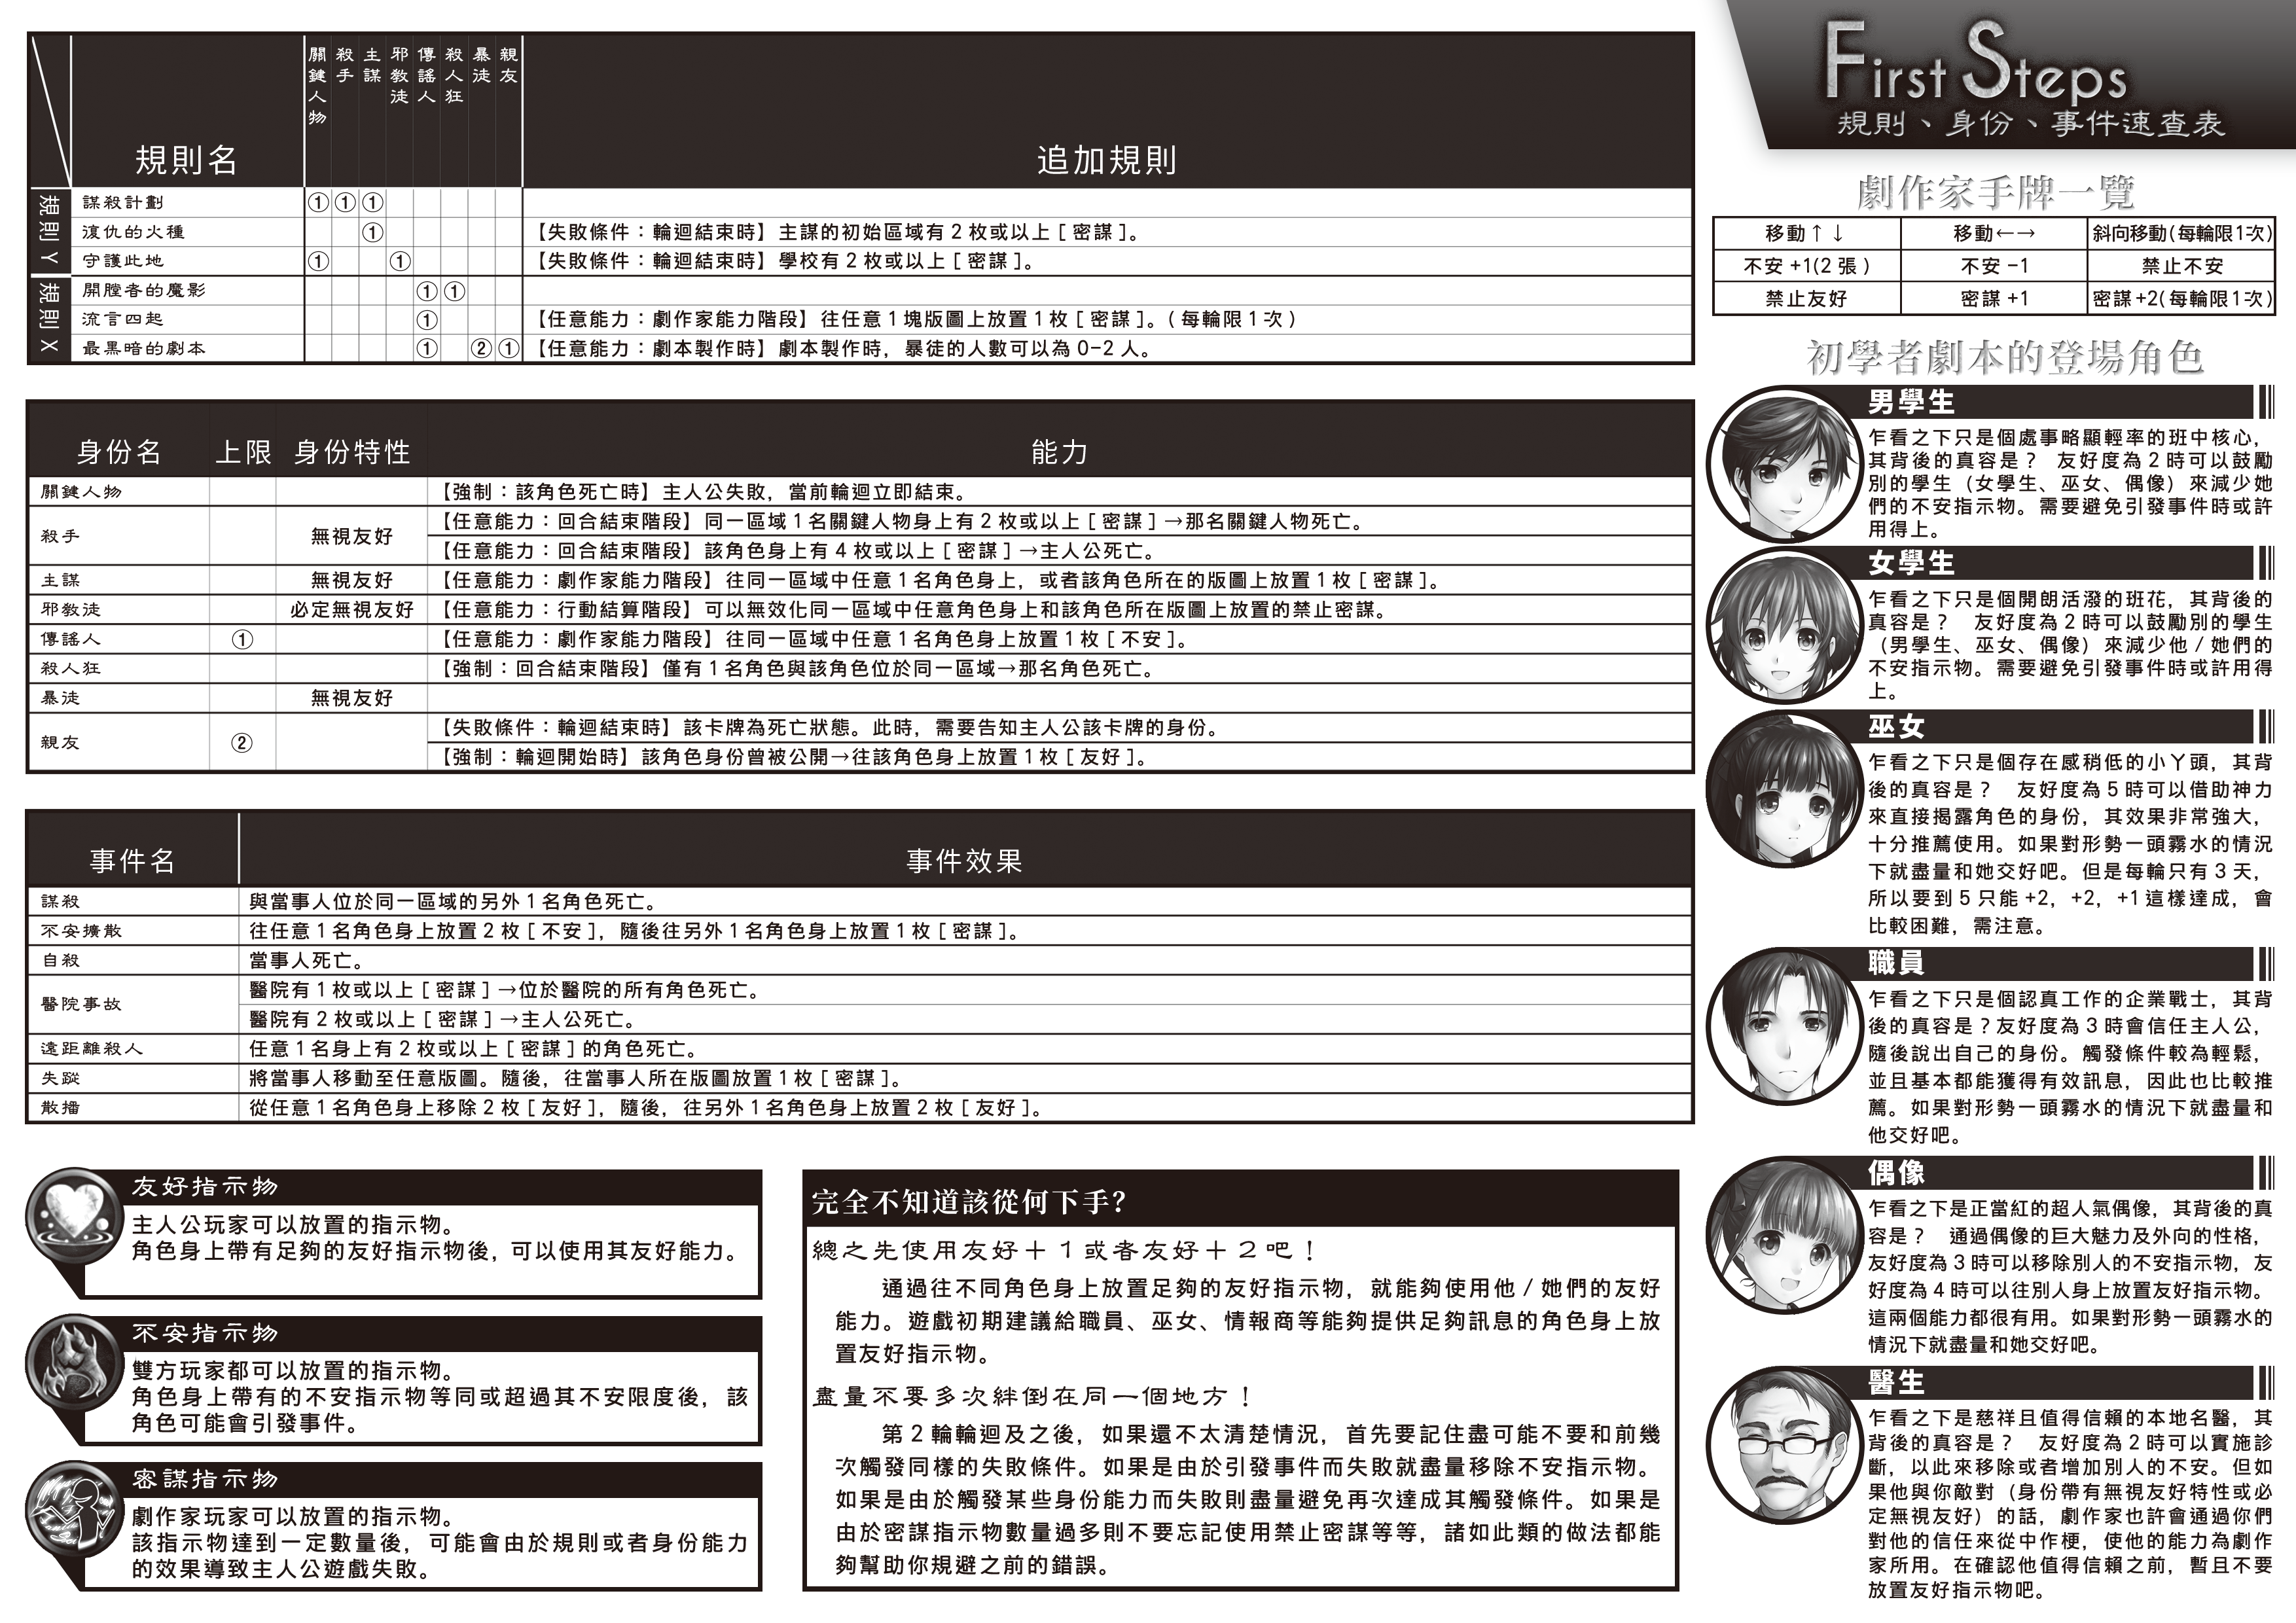 First Steps
規則、身份、事件速查表
規則名 關鍵人物 殺手 主謀 邪教徒 傳謠人 殺人狂 暴徒 親友 追加規則
規則Y
謀殺計劃 ① ① ①
復仇的火種 ① 【失敗條件：輪迴結束時】主謀的初始區域有2枚或以上[密謀]。
守護此地 ① ① 【失敗條件：輪迴結束時】學校有2枚或以上[密謀]。
規則X
開膛者的魔影 ① ①
流言四起 ① 【任意能力：劇作家能力階段】往任意1塊版圖上放置1枚[密謀]。(每輪限1次)
最黑暗的劇本 ① ② ① 【任意能力：劇本製作時】劇本製作時，暴徒的人數可以為0-2人。
身份名 上限 身份特性 能力
關鍵人物 【強制：該角色死亡時】主人公失敗，當前輪迴立即結束。
殺手 無視友好 【任意能力：回合結束階段】同一區域1名關鍵人物身上有2枚或以上[密謀]→那名關鍵人物死亡。
【任意能力：回合結束階段】該角色身上有4枚或以上[密謀]→主人公死亡。
主謀 無視友好 【任意能力：劇作家能力階段】往同一區域中任意1名角色身上，或者該角色所在的版圖上放置1枚[密謀]。
邪教徒 必定無視友好 【任意能力：行動結算階段】可以無效化同一區域中任意角色身上和該角色所在版圖上放置的禁止密謀。
傳謠人 ① 【任意能力：劇作家能力階段】往同一區域中任意1名角色身上放置1枚[不安]。
殺人狂 【強制：回合結束階段】僅有1名角色與該角色位於同一區域→那名角色死亡。
暴徒 無視友好
親友 ② 【失敗條件：輪迴結束時】該卡牌為死亡狀態。此時，需要告知主人公該卡牌的身份。
【強制：輪迴開始時】該角色身份曾被公開→往該角色身上放置1枚[友好]。
事件名 事件效果
謀殺 與當事人位於同一區域的另外1名角色死亡。
不安擴散 往任意1名角色身上放置2枚[不安]，隨後往另外1名角色身上放置1枚[密謀]。
自殺 當事人死亡。
醫院事故 醫院有1枚或以上[密謀]→位於醫院的所有角色死亡。
醫院有2枚或以上[密謀]→主人公死亡。
遠距離殺人 任意1名身上有2枚或以上[密謀]的角色死亡。
失蹤 將當事人移動至任意版圖。隨後，往當事人所在版圖放置1枚[密謀]。
散播 從任意1名角色身上移除2枚[友好]，隨後，往另外1名角色身上放置2枚[友好]。
友好指示物
主人公玩家可以放置的指示物。
角色身上帶有足夠的友好指示物後，可以使用其友好能力。
不安指示物
雙方玩家都可以放置的指示物。
角色身上帶有的不安指示物等同或超過其不安限度後，該
角色可能會引發事件。
密謀指示物
劇作家玩家可以放置的指示物。
該指示物達到一定數量後，可能會由於規則或者身份能力
的效果導致主人公遊戲失敗。
完全不知道該從何下手?
總之先使用友好＋１或者友好＋２吧！
通過往不同角色身上放置足夠的友好指示物，就能夠使用他/她們的友好
能力。遊戲初期建議給職員、巫女、情報商等能夠提供足夠訊息的角色身上放
置友好指示物。
盡量不要多次絆倒在同一個地方！
第2輪輪迴及之後，如果還不太清楚情況，首先要記住盡可能不要和前幾
次觸發同樣的失敗條件。如果是由於引發事件而失敗就盡量移除不安指示物。
如果是由於觸發某些身份能力而失敗則盡量避免再次達成其觸發條件。如果是
由於密謀指示物數量過多則不要忘記使用禁止密謀等等，諸如此類的做法都能
夠幫助你規避之前的錯誤。
劇作家手牌一覽
移動↑↓ 移動←→ 斜向移動(每輪限1次)
不安+1(2張) 不安-1 禁止不安
禁止友好 密謀+1 密謀+2(每輪限1次)
初學者劇本的登場角色
男學生
乍看之下只是個處事略顯輕率的班中核心，
其背後的真容是？ 友好度為2時可以鼓勵
別的學生（女學生、巫女、偶像）來減少她
們的不安指示物。需要避免引發事件時或許
用得上。
女學生
乍看之下只是個開朗活潑的班花，其背後的
真容是？ 友好度為2時可以鼓勵別的學生
（男學生、巫女、偶像）來減少他/她們的
不安指示物。需要避免引發事件時或許用得
上。
巫女
乍看之下只是個存在感稍低的小丫頭，其背
後的真容是？ 友好度為5時可以借助神力
來直接揭露角色的身份，其效果非常強大，
十分推薦使用。如果對形勢一頭霧水的情況
下就盡量和她交好吧。但是每輪只有3天，
所以要到5只能+2，+2，+1這樣達成，會
比較困難，需注意。
職員
乍看之下只是個認真工作的企業戰士，其背
後的真容是？友好度為3時會信任主人公，
隨後說出自己的身份。觸發條件較為輕鬆，
並且基本都能獲得有效訊息，因此也比較推
薦。如果對形勢一頭霧水的情況下就盡量和
他交好吧。
偶像
乍看之下是正當紅的超人氣偶像，其背後的真
容是？ 通過偶像的巨大魅力及外向的性格，
友好度為3時可以移除別人的不安指示物，友
好度為4時可以往別人身上放置友好指示物。
這兩個能力都很有用。如果對形勢一頭霧水的
情況下就盡量和她交好吧。
醫生
乍看之下是慈祥且值得信賴的本地名醫，其
背後的真容是？ 友好度為2時可以實施診
斷，以此來移除或者增加別人的不安。但如
果他與你敵對（身份帶有無視友好特性或必
定無視友好）的話，劇作家也許會通過你們
對他的信任來從中作梗，使他的能力為劇作
家所用。在確認他值得信賴之前，暫且不要
放置友好指示物吧。